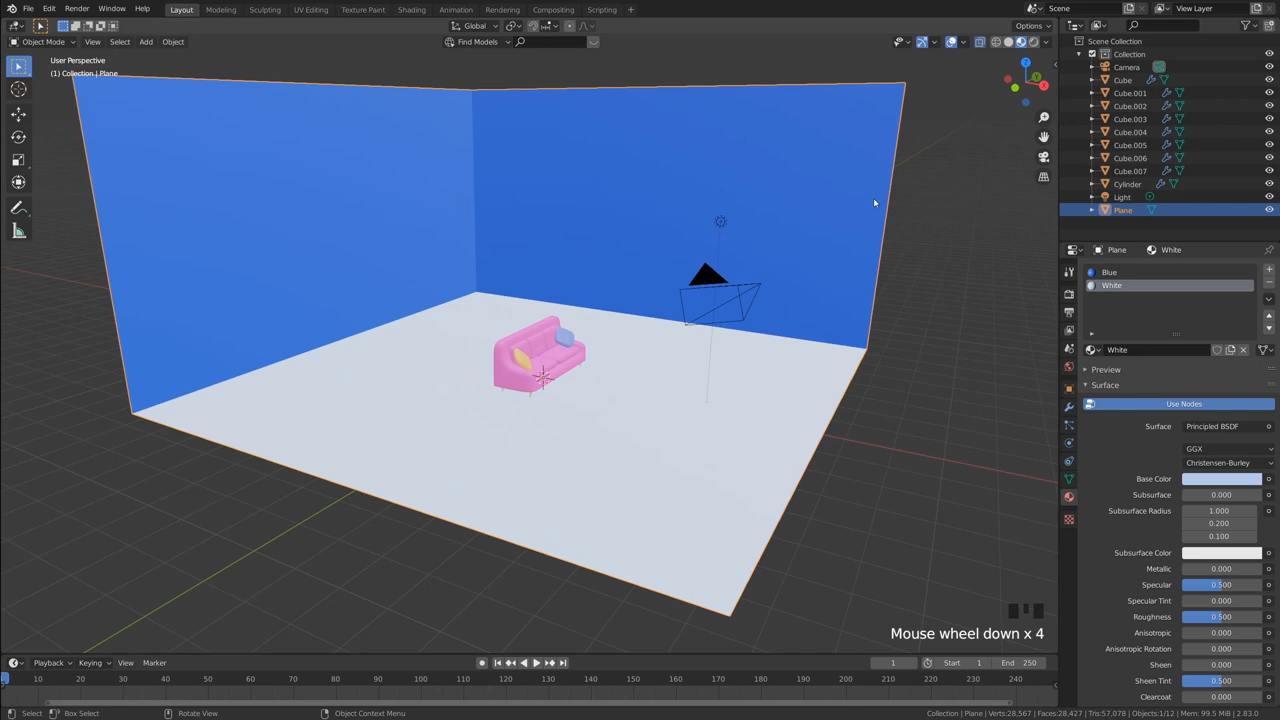 File Edit Render Window Help
Layout Modeling Sculpting UV Editing Texture Paint Shading Animation Rendering Compositing Scripting +
Scene
View Layer
Global
Options
Object Mode View Select Add Object
Find Models
User Perspective
(1) Collection | Plane
X
Y
Z
Scene Collection
Collection
Camera
Cube
Cube.001
Cube.002
Cube.003
Cube.004
Cube.005
Cube.006
Cube.007
Cylinder
Light
Plane
Plane White
Blue
White
White
Preview
Surface
Use Nodes
Surface Principled BSDF
GGX
Christensen-Burley
Base Color
Subsurface 0.000
Subsurface Radius 1.000
0.200
0.100
Subsurface Color
Metallic 0.000
Specular 0.500
Specular Tint 0.000
Roughness 0.500
Anisotropic 0.000
Anisotropic Rotation 0.000
Sheen 0.000
Sheen Tint 0.500
Clearcoat 0.000
Mouse wheel down x 4
Playback Keying View Marker
1
Start 1
End 250
10 20 30 40 50 60 70 80 90 100 110 120 130 140 150 160 170 180 190 200 210 220 230 240
Select
Box Select
Rotate View
Object Context Menu
Collection | Plane | Verts:28,567 | Faces:28,427 | Tris:57,078 | Objects:1/12 | Mem: 99.5 MiB | 2.83.0